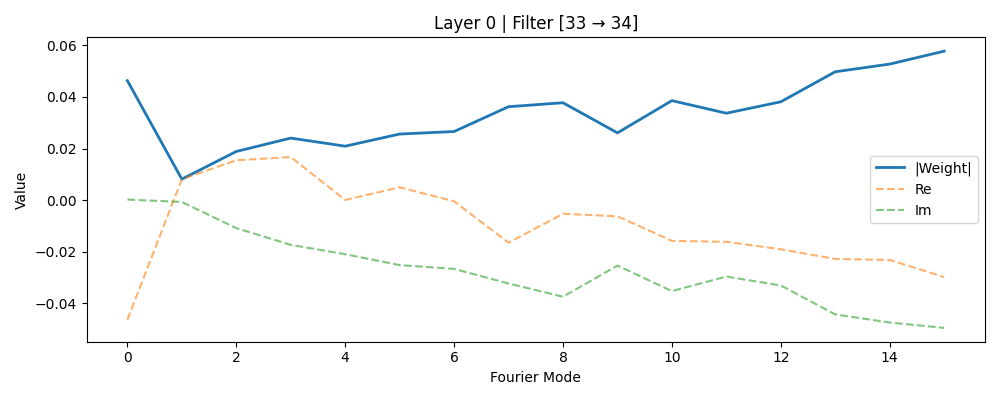 Layer 0 | Filter [33 → 34]
Value
0.06
0.04
0.02
0.00
−0.02
−0.04
|Weight|
Re
Im
0 2 4 6 8 10 12 14
Fourier Mode